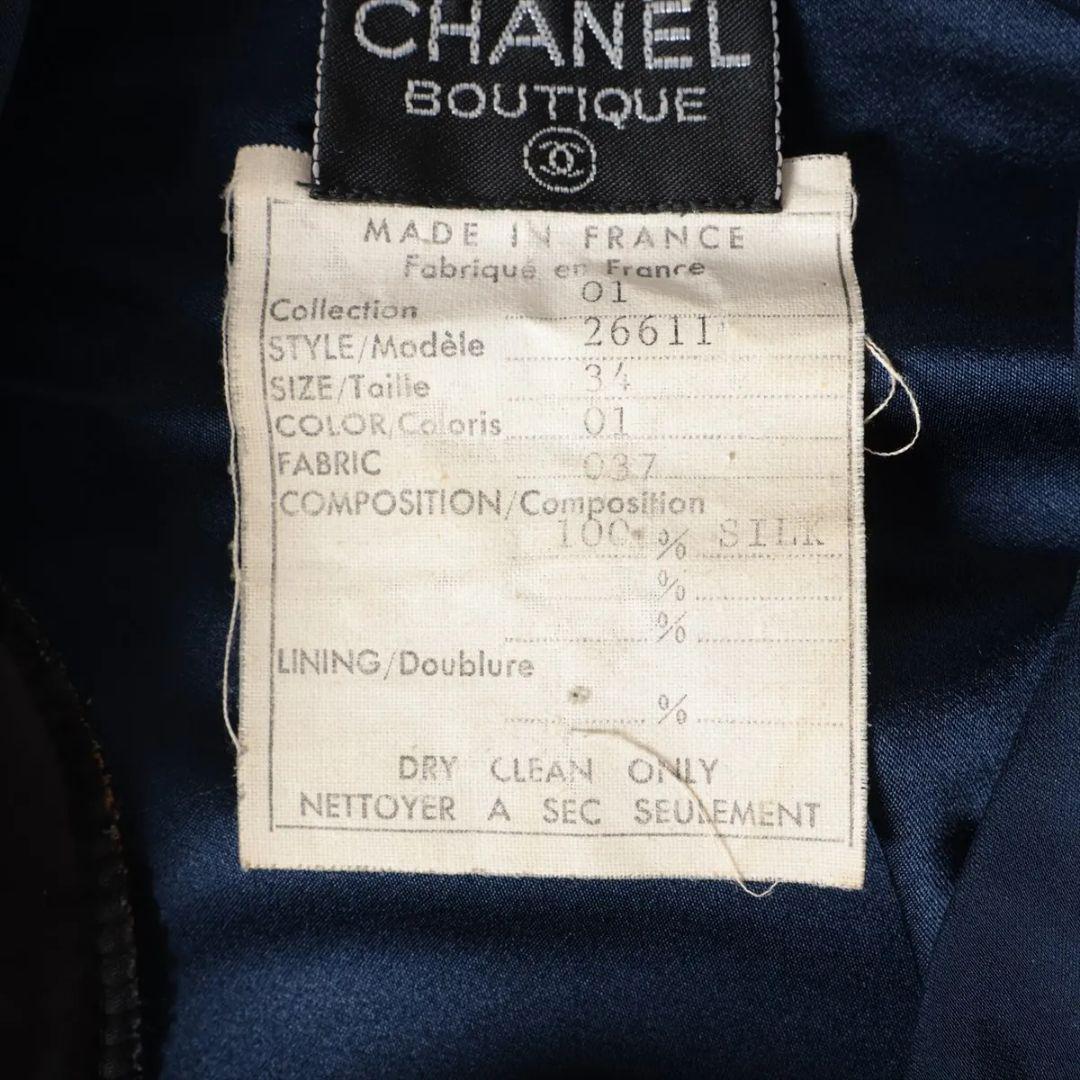 CHANEL
BOUTIQUE
MADE IN FRANCE
Fabriqué en France
Collection 01
STYLE/Modèle 26611
SIZE/Taille 34
COLOR/Coloris 01
FABRIC 037
COMPOSITION/Composition
100 % SILK
%
%
LINING/Doublure
%
DRY CLEAN ONLY
NETTOYER A SEC SEULEMENT